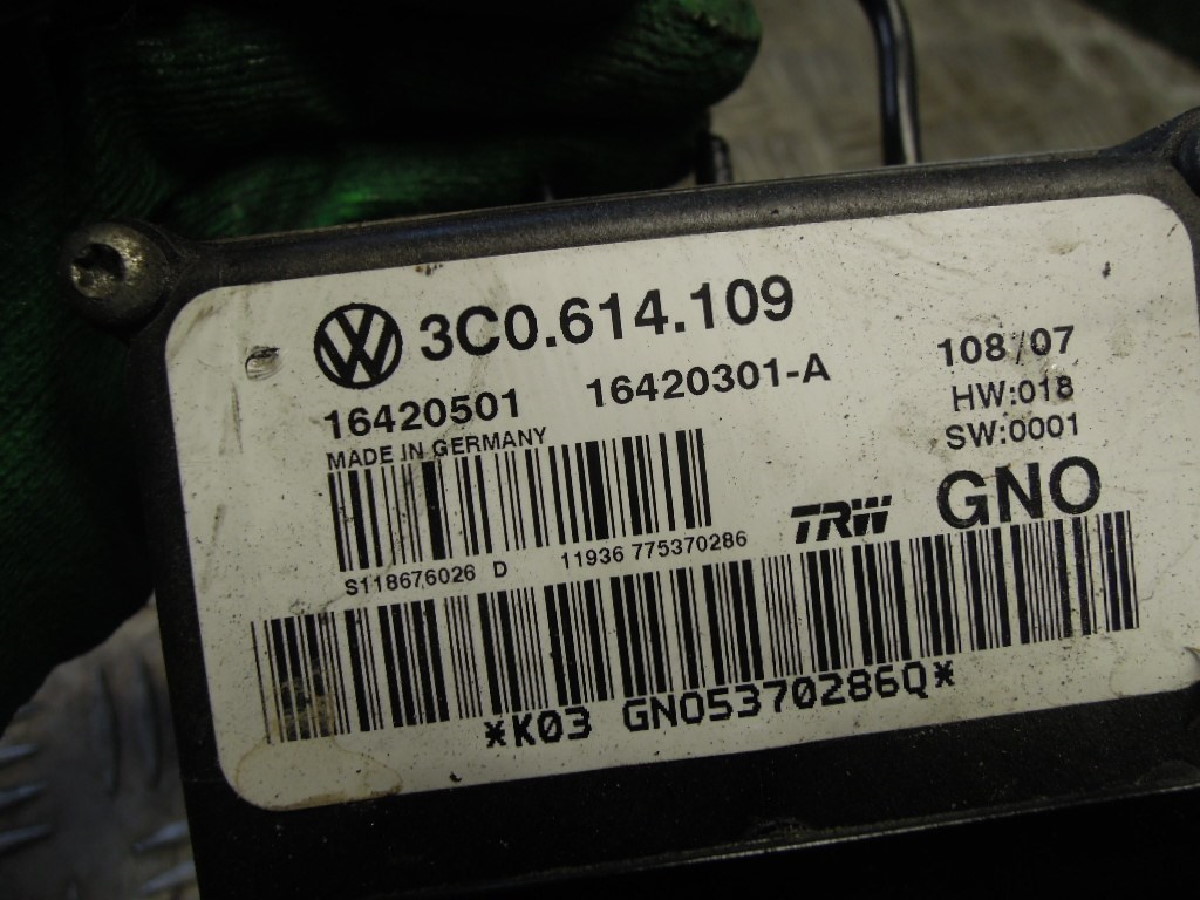 3C0.614.109
16420501 16420301-A
108/07
HW:018
MADE IN GERMANY
SW:0001
TRW GNO
S118676026 D 11936 775370286
*K03 GNO5370286Q*